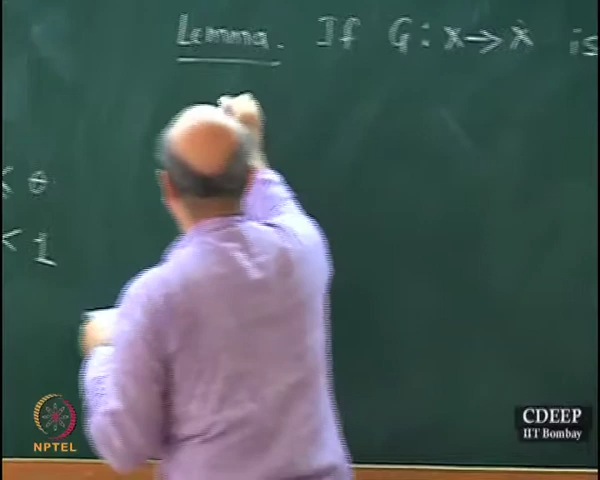 Lemma. If G : X → X is
< θ
< 1
NPTEL
CDEEP
IIT Bombay